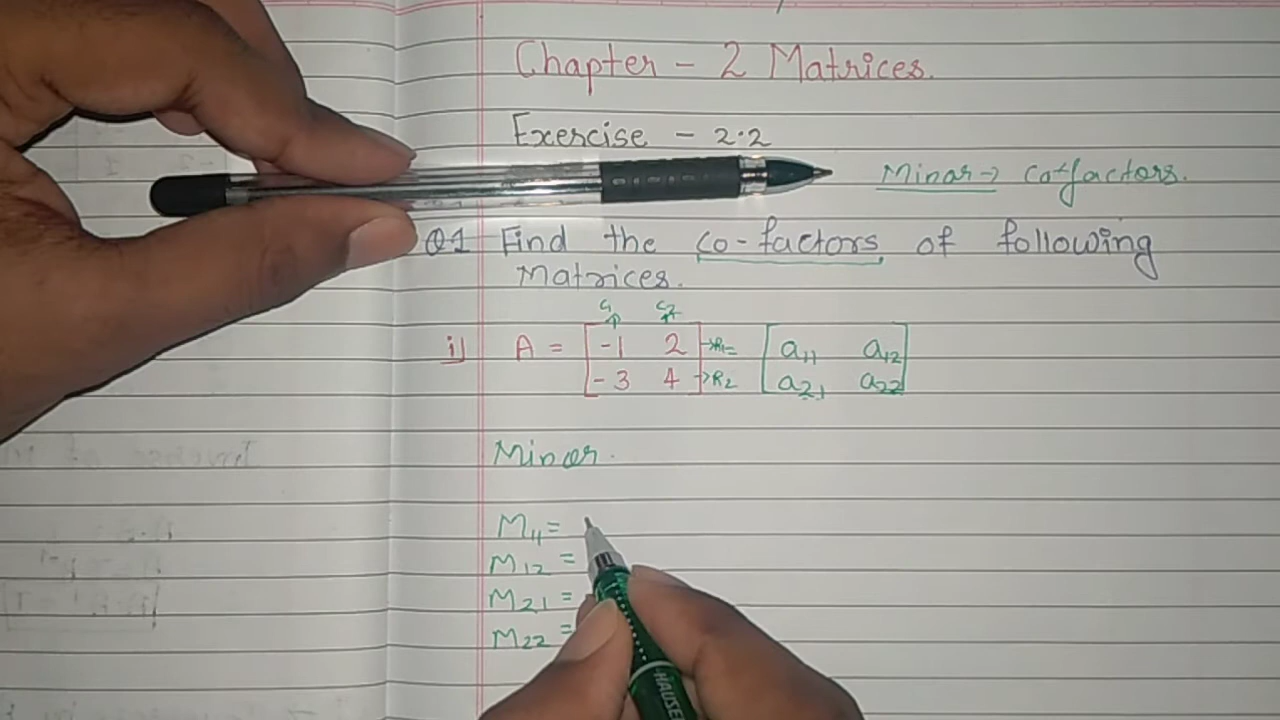 Chapter - 2 Matrices.
Exercise - 2.2
Minor → Co-factors.
Q1 Find the Co-factors of following
Matrices.
C1 C2
i) A = [-1 2 →R1 = [a11 a12
-3 4] →R2 a21 a22]
Minor.
M11 =
M12 =
M21 =
M22 =
HAUSER